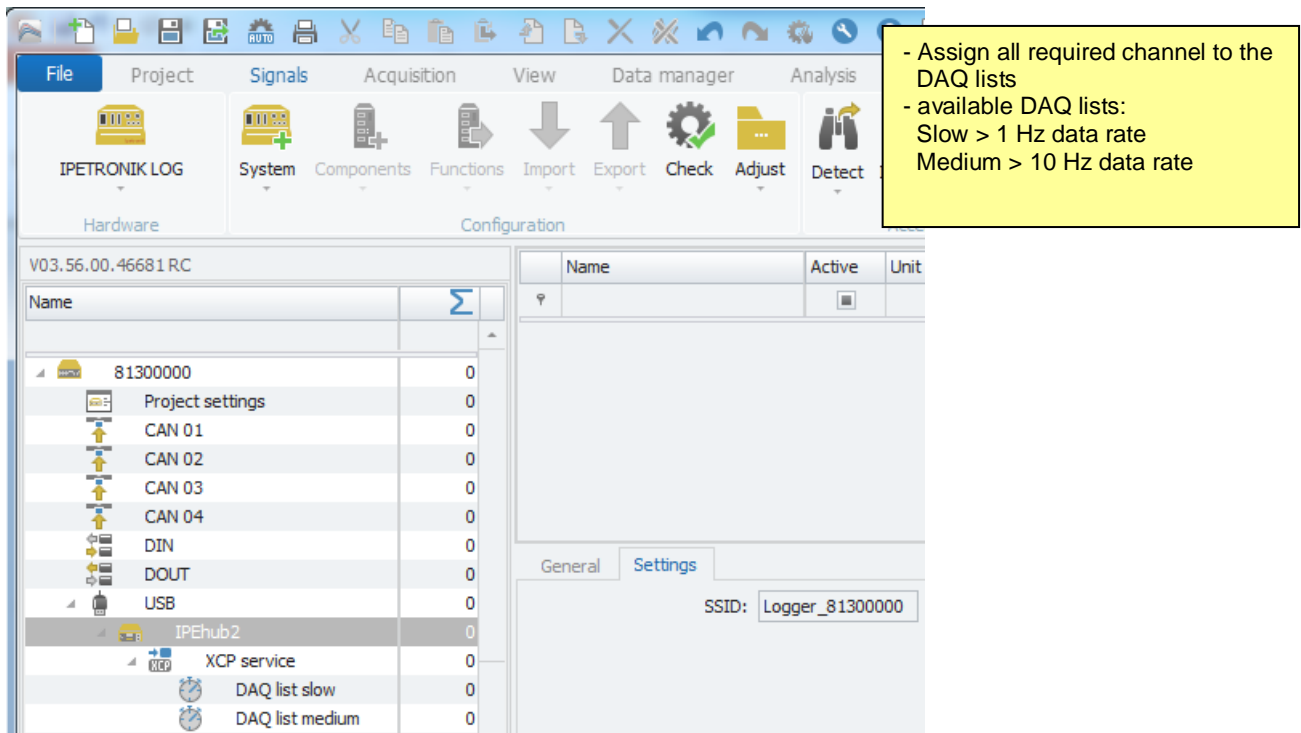 AUTO
File Project Signals Acquisition View Data manager Analysis
IPETRONIK LOG System Components Functions Import Export Check Adjust Detect
Hardware Configuration
- Assign all required channel to the
DAQ lists
- available DAQ lists:
Slow > 1 Hz data rate
Medium > 10 Hz data rate
V03.56.00.46681 RC
Name Σ
Name Active Unit
81300000 0
Project settings 0
CAN 01 0
CAN 02 0
CAN 03 0
CAN 04 0
DIN 0
DOUT 0
USB 0
IPEhub2 0
XCP XCP service 0
DAQ list slow 0
DAQ list medium 0
General Settings
SSID: Logger_81300000